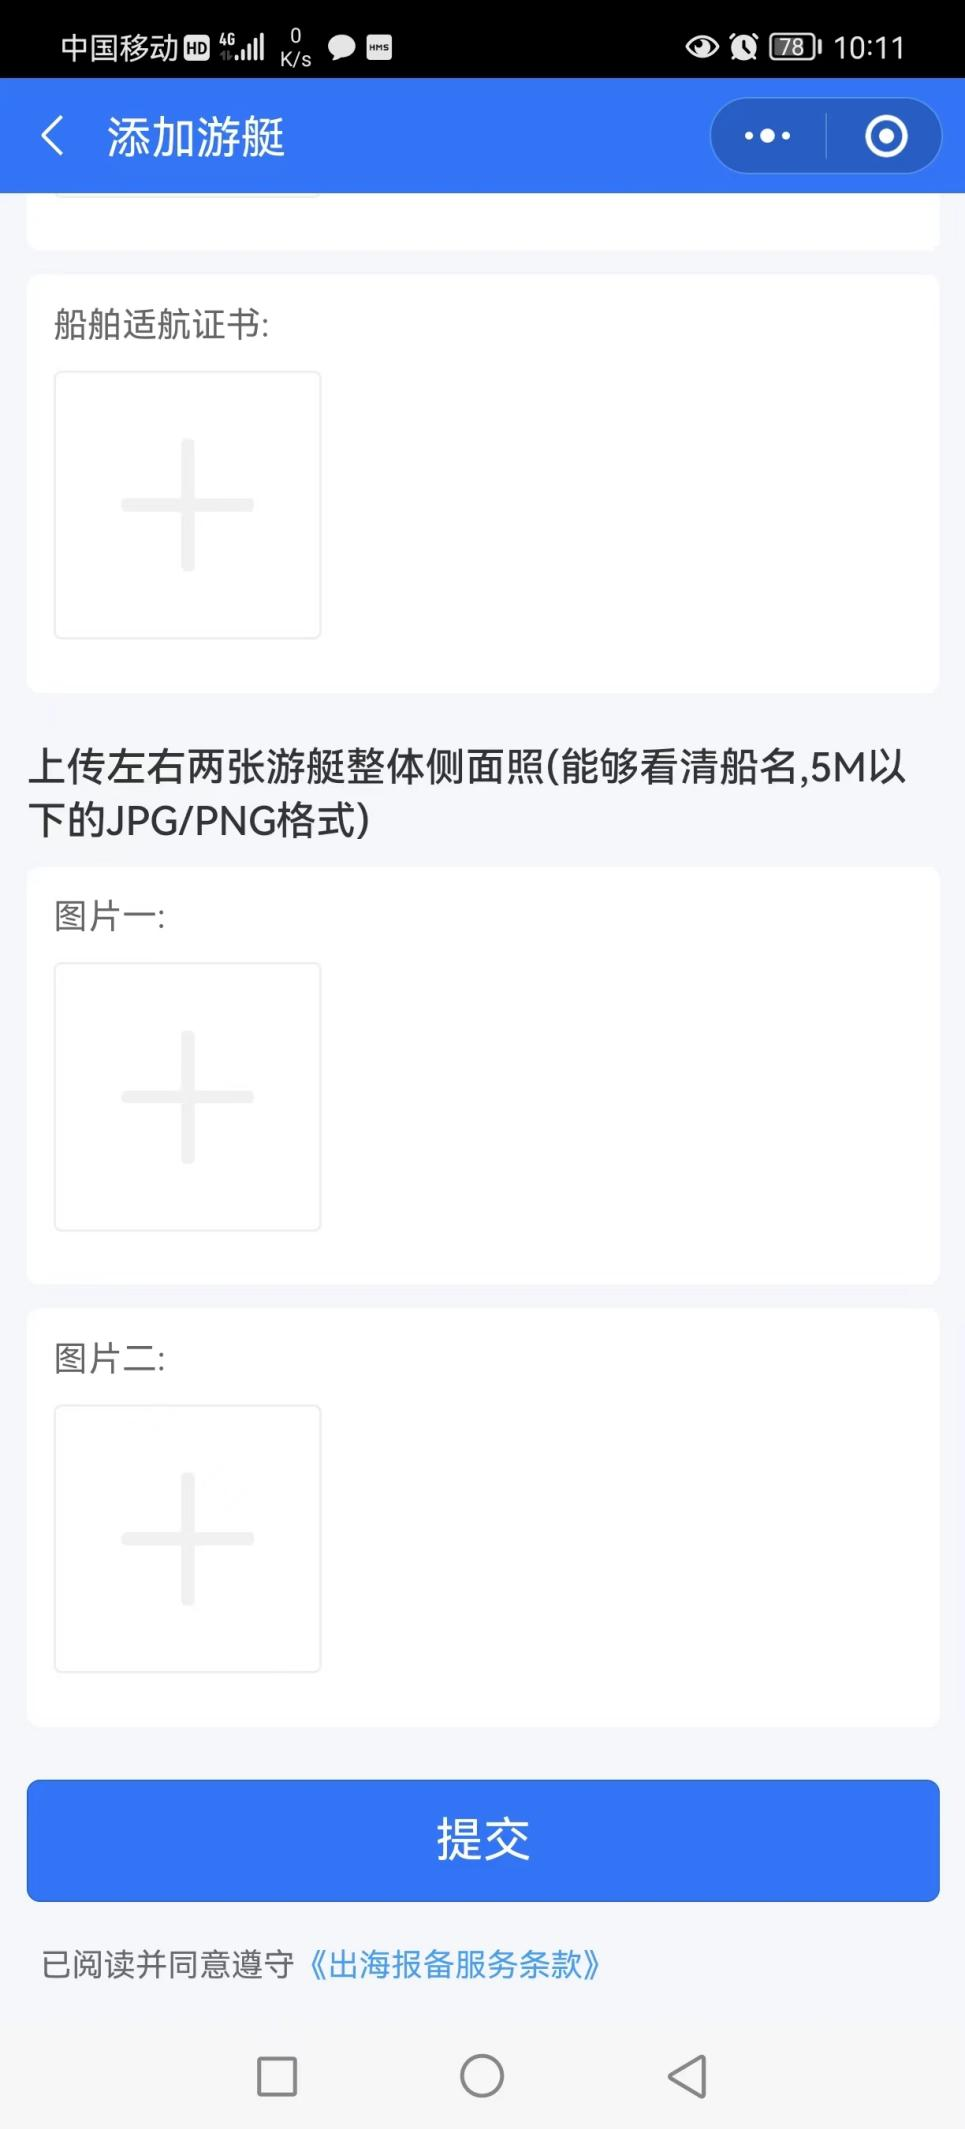 中国移动 HD 4G 0 K/s HMS 78 10:11
添加游艇
船舶适航证书:
上传左右两张游艇整体侧面照(能够看清船名,5M以
下的JPG/PNG格式)
图片一:
图片二:
提交
已阅读并同意遵守《出海报备服务条款》